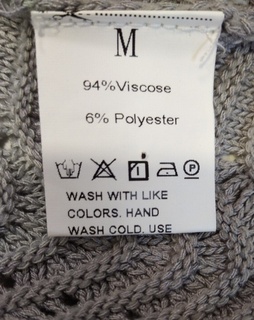 M
94%Viscose
6% Polyester
P
WASH WITH LIKE
COLORS. HAND
WASH COLD. USE